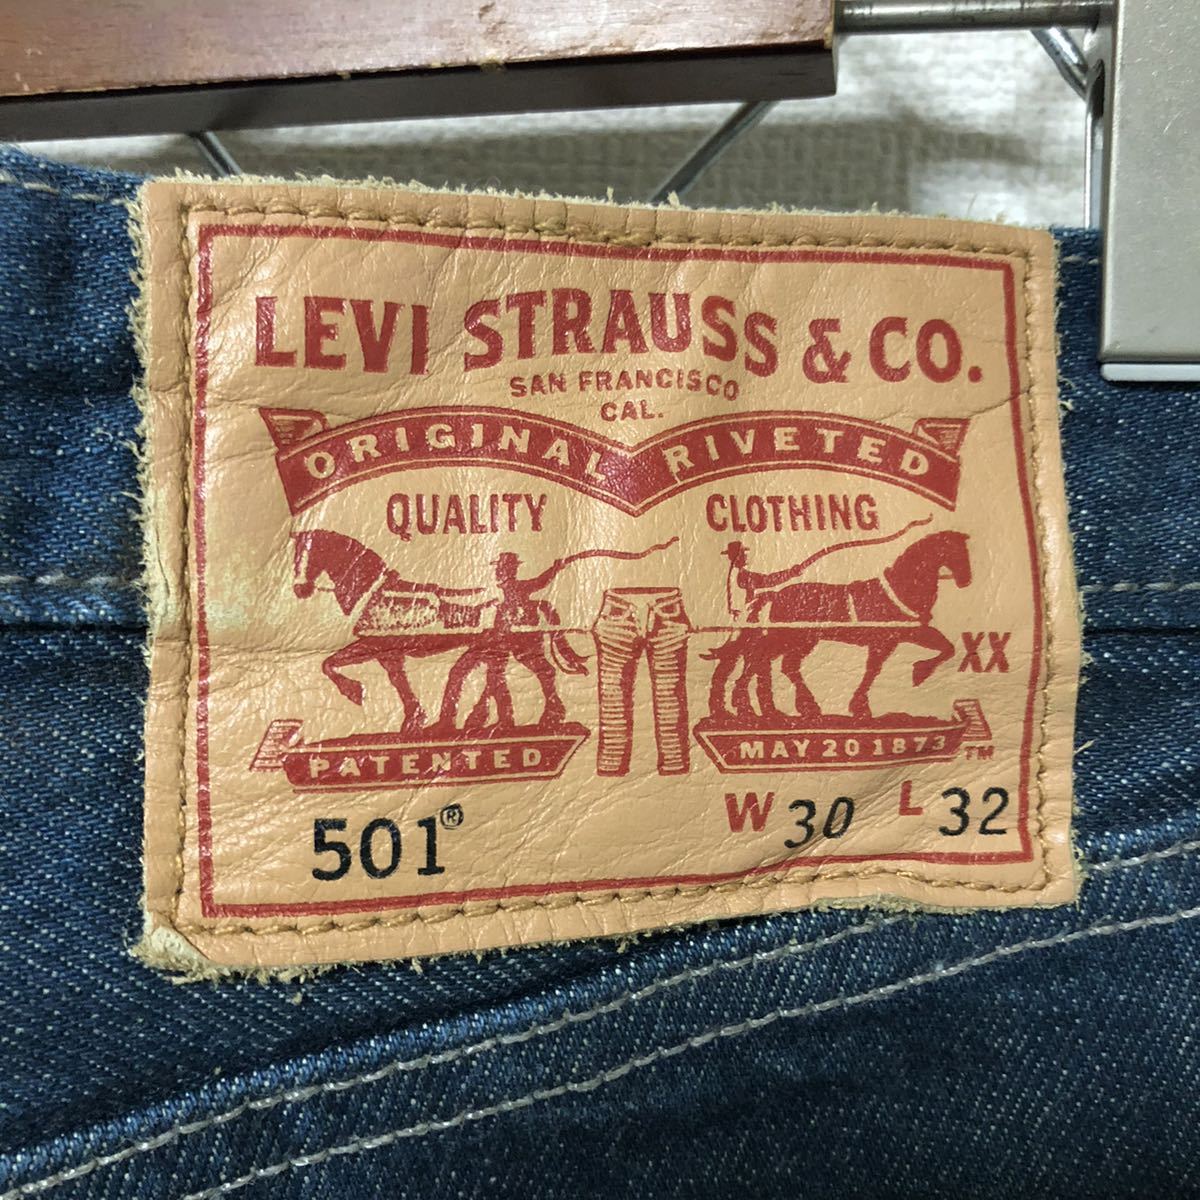 LEVI STRAUSS & CO.
SAN FRANCISCO
CAL.
ORIGINAL RIVETED
QUALITY CLOTHING
XX
PATENTED MAY 20 1873 ™
501® W 30 L 32